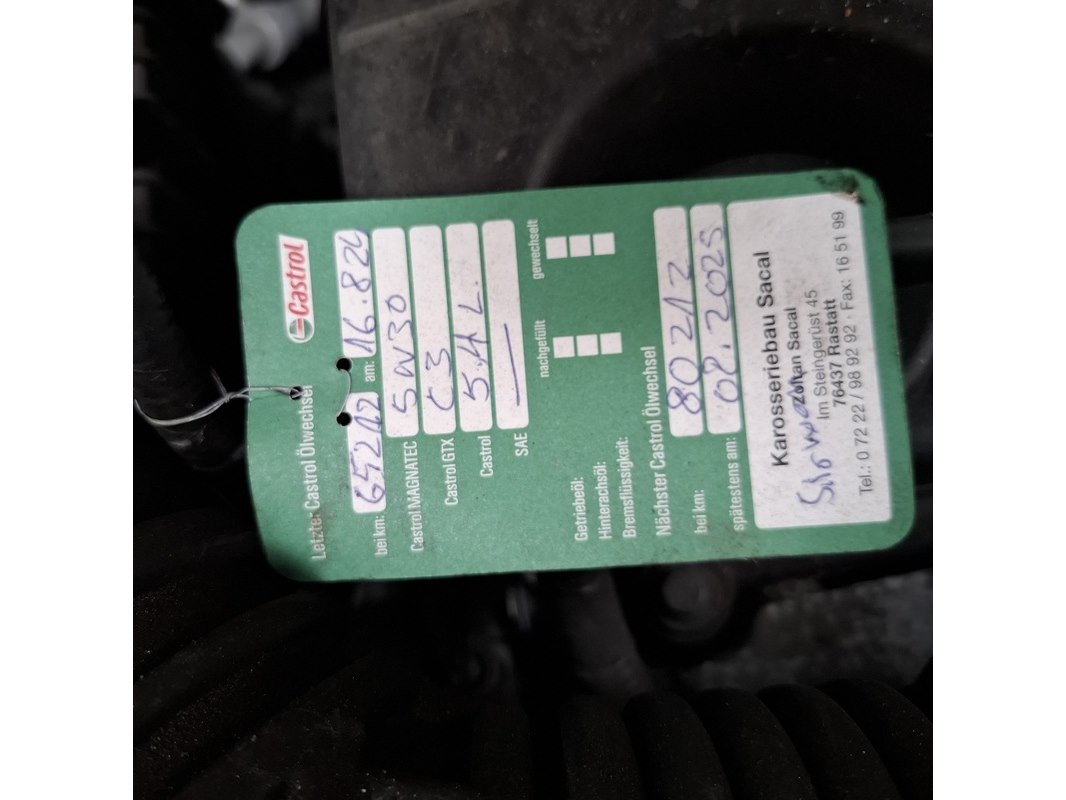 Castrol
Letzter Castrol Ölwechsel
bei km: 65212 am: 16.8.24
Castrol MAGNATEC 5W30
Castrol GTX C3
Castrol 5.4 L.
SAE —
nachgefüllt gewechselt
Getriebeöl:
Hinterachsöl:
Bremsflüssigkeit:
Nächster Castrol Ölwechsel
bei km: 80212
spätestens am: 08.2025
Karosseriebau Sacal
Zoltan Sacal
Im Steingerüst 45
76437 Rastatt
Tel.: 0 72 22 / 98 92 92 · Fax: 16 51 99